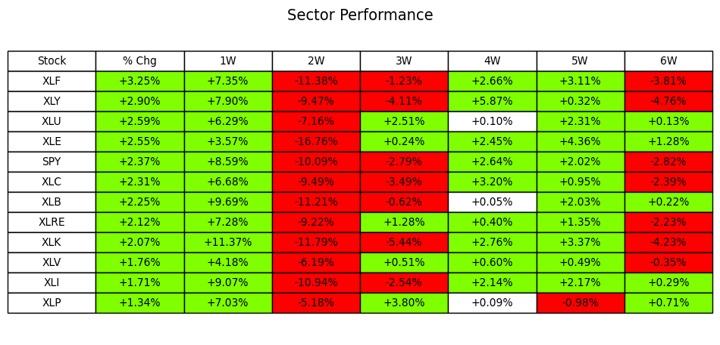 Sector Performance
Stock % Chg 1W 2W 3W 4W 5W 6W
XLF +3.25% +7.35% -11.38% -1.23% +2.66% +3.11% -3.81%
XLY +2.90% +7.90% -9.47% -4.11% +5.87% +0.32% -4.76%
XLU +2.59% +6.29% -7.16% +2.51% +0.10% +2.31% +0.13%
XLE +2.55% +3.57% -16.76% +0.24% +2.45% +4.36% +1.28%
SPY +2.37% +8.59% -10.09% -2.79% +2.64% +2.02% -2.82%
XLC +2.31% +6.68% -9.49% -3.49% +3.20% +0.95% -2.39%
XLB +2.25% +9.69% -11.21% -0.62% +0.05% +2.03% +0.22%
XLRE +2.12% +7.28% -9.22% +1.28% +0.40% +1.35% -2.23%
XLK +2.07% +11.37% -11.79% -5.44% +2.76% +3.37% -4.23%
XLV +1.76% +4.18% -6.19% +0.51% +0.60% +0.49% -0.35%
XLI +1.71% +9.07% -10.94% -2.54% +2.14% +2.17% +0.29%
XLP +1.34% +7.03% -5.18% +3.80% +0.09% -0.98% +0.71%